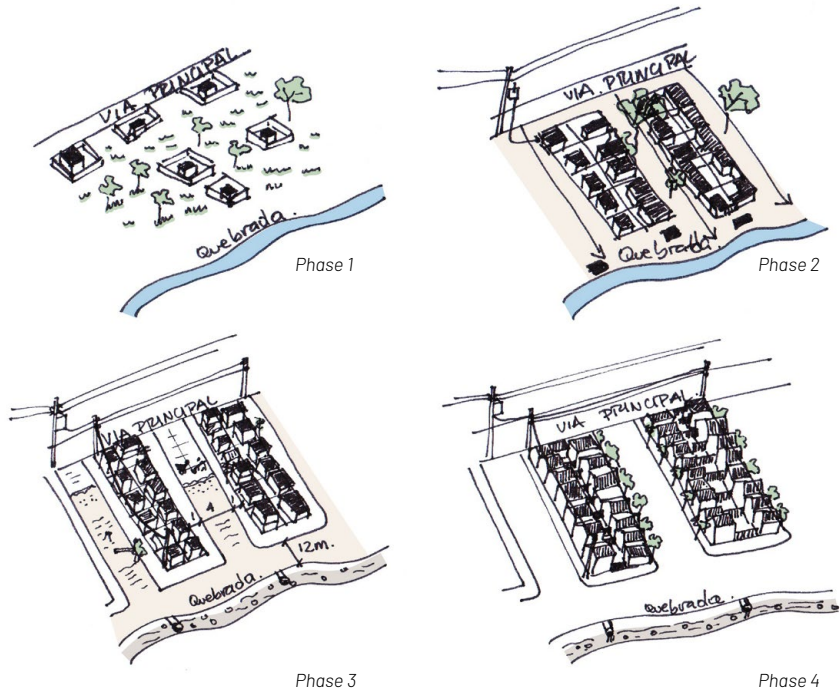 VIA PRINCIPAL
Quebrada.
Phase 1
VIA PRINCIPAL
Quebrada.
Phase 2
VIA PRINCIPAL
4
12m.
Quebrada.
Phase 3
VIA PRINCIPAL
quebrada.
Phase 4